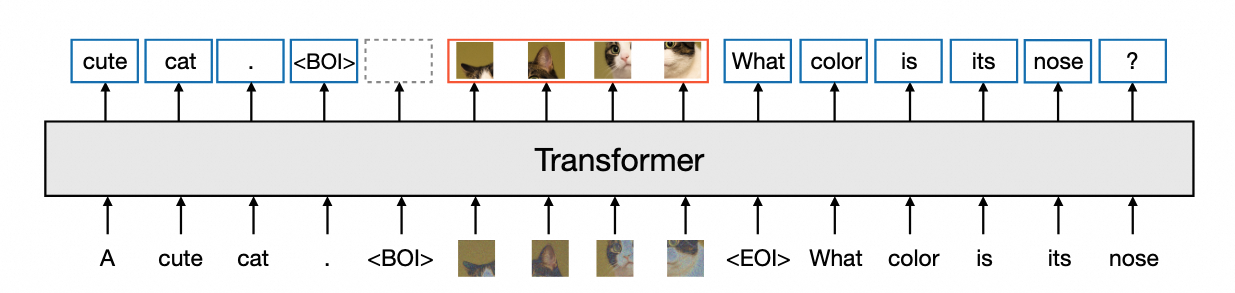 cute cat . <BOI> What color is its nose ?
Transformer
A cute cat . <BOI> <EOI> What color is its nose